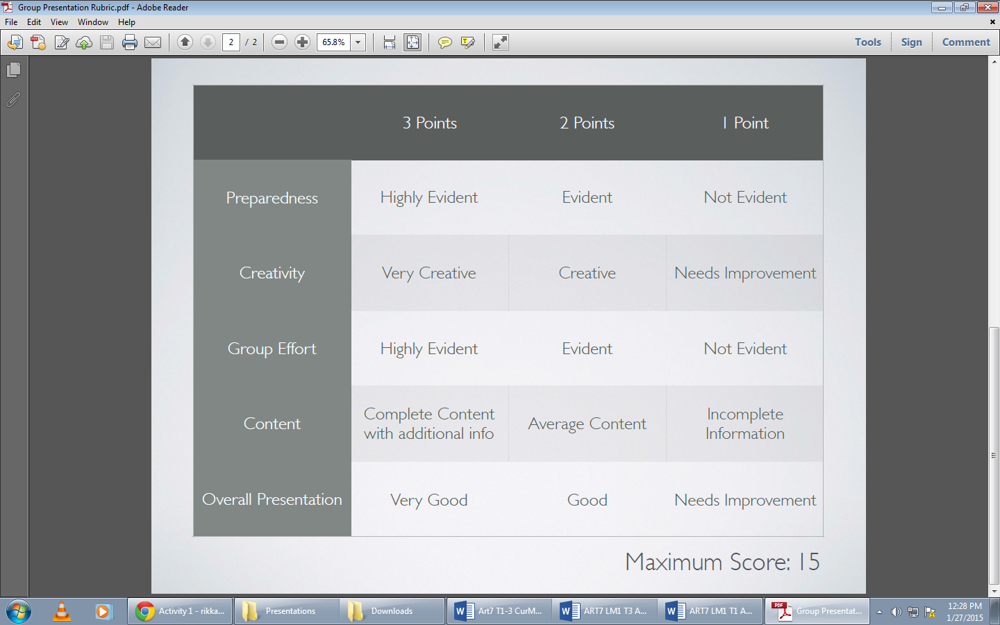 Group Presentation Rubric.pdf - Adobe Reader
File Edit View Window Help
2 / 2 65.8% Tools Sign Comment
3 Points 2 Points 1 Point
Preparedness Highly Evident Evident Not Evident
Creativity Very Creative Creative Needs Improvement
Group Effort Highly Evident Evident Not Evident
Content Complete Content with additional info Average Content Incomplete Information
Overall Presentation Very Good Good Needs Improvement
Maximum Score: 15
Activity 1 - rikka... Presentations Downloads Art7 T1-3 CurM... ART7 LM1 T3 A... ART7 LM1 T1 A... Group Presentat... 12:28 PM
1/27/2015